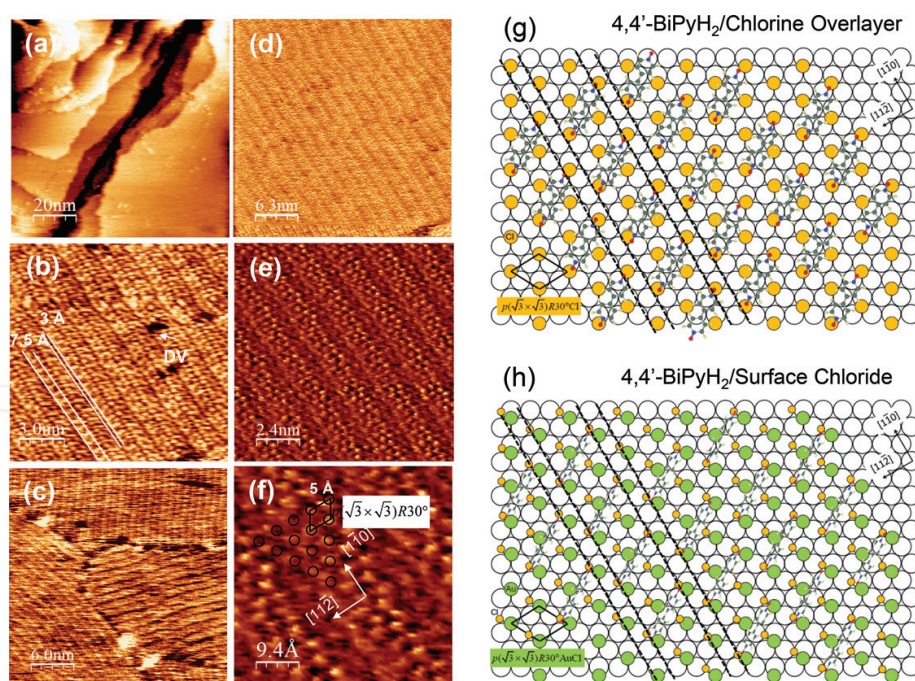 (a)
20nm
(d)
6.3nm
(b)
3 Å
7.5 Å
DV
3.0nm
(e)
2.4nm
(c)
6.0nm
(f)
5 Å
(√3×√3)R30°
[11̅0]
[112̅]
9.4Å
(g)
4,4'-BiPyH₂/Chlorine Overlayer
[11̅0]
[112̅]
Cl
p(√3×√3)R30°Cl
(h)
4,4'-BiPyH₂/Surface Chloride
[11̅0]
[112̅]
Au
Cl
p(√3×√3)R30°AuCl